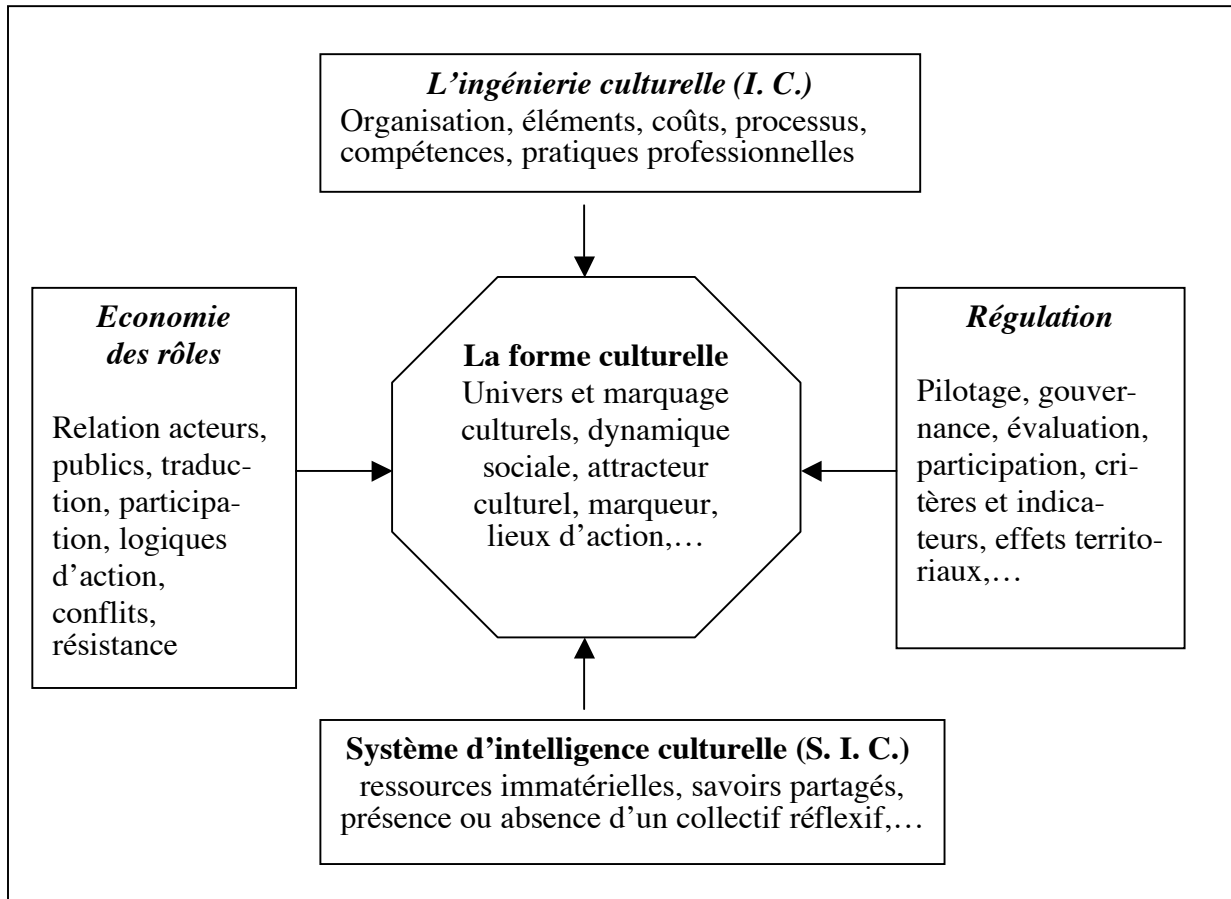 L’ingénierie culturelle (I. C.)
Organisation, éléments, coûts, processus,
compétences, pratiques professionnelles
Economie
des rôles
Relation acteurs,
publics, traduc-
tion, participa-
tion, logiques
d’action,
conflits,
résistance
La forme culturelle
Univers et marquage
culturels, dynamique
sociale, attracteur
culturel, marqueur,
lieux d’action,…
Régulation
Pilotage, gouver-
nance, évaluation,
participation, cri-
tères et indica-
teurs, effets territo-
riaux,…
Système d’intelligence culturelle (S. I. C.)
ressources immatérielles, savoirs partagés,
présence ou absence d’un collectif réflexif,…